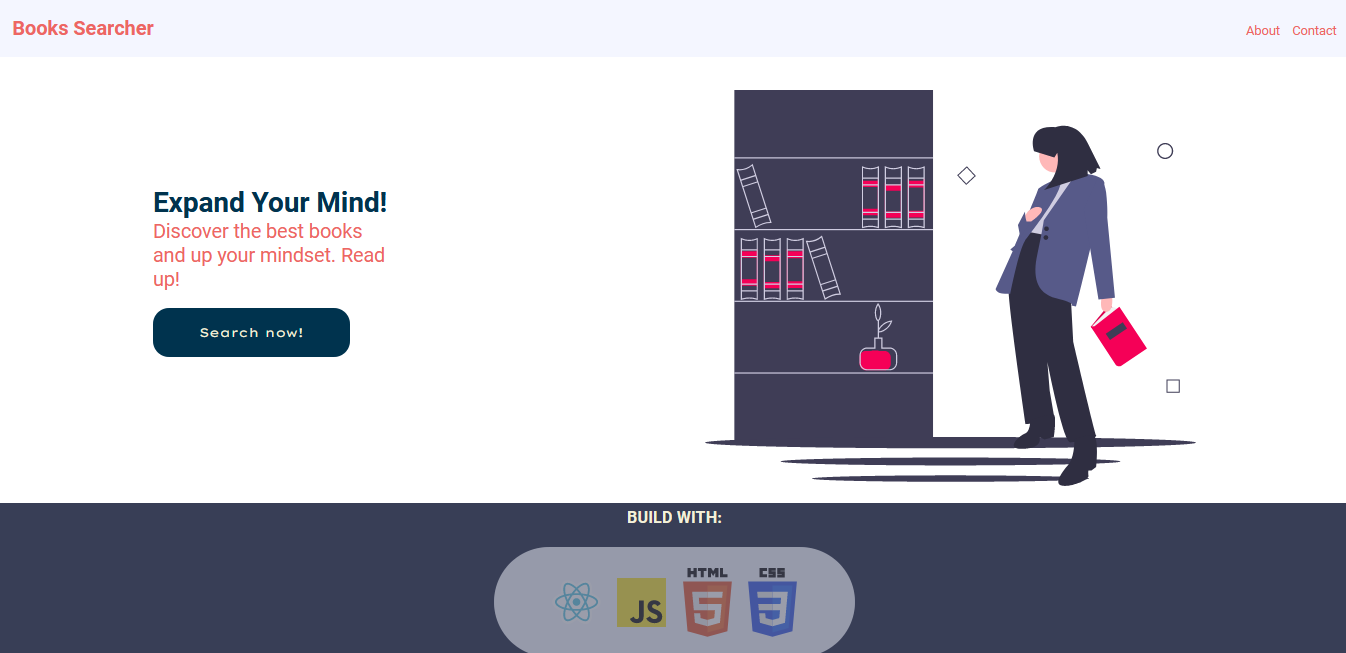 Books Searcher
About Contact
Expand Your Mind!
Discover the best books
and up your mindset. Read
up!
Search now!
BUILD WITH:
JS
HTML
5
CSS
3